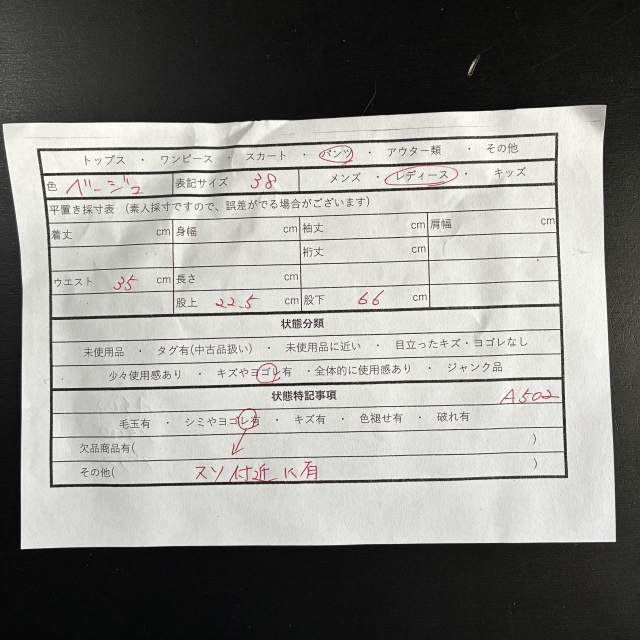 トップス ・ ワンピース ・ スカート ・ パンツ ・ アウター類 ・ その他
色 ベージュ 表記サイズ 38 メンズ ・ レディース ・ キッズ
平置き採寸表 (素人採寸ですので、誤差がでる場合がございます)
着丈 cm 身幅 cm 袖丈 cm 肩幅 cm
裄丈 cm
ウエスト 35 cm 長さ cm
股上 22.5 cm 股下 66 cm
状態分類
未使用品 ・ タグ有(中古品扱い) ・ 未使用品に近い ・ 目立ったキズ・ヨゴレなし
少々使用感あり ・ キズやヨゴレ有 ・全体的に使用感あり ・ ジャンク品
状態特記事項 A502
毛玉有 ・ シミやヨゴレ有 ・ キズ有 ・ 色褪せ有 ・ 破れ有
欠品商品有( )
その他( スソ付近に有 )